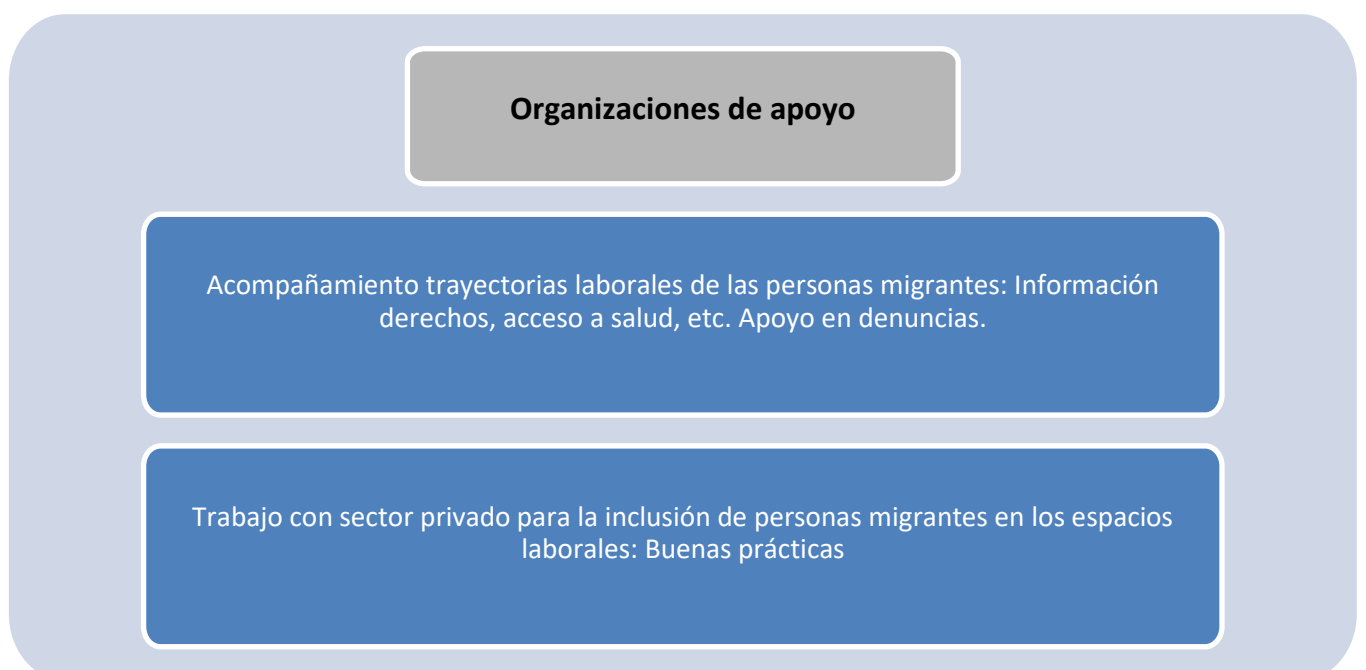 Organizaciones de apoyo
Acompañamiento trayectorias laborales de las personas migrantes: Información
derechos, acceso a salud, etc. Apoyo en denuncias.
Trabajo con sector privado para la inclusión de personas migrantes en los espacios
laborales: Buenas prácticas